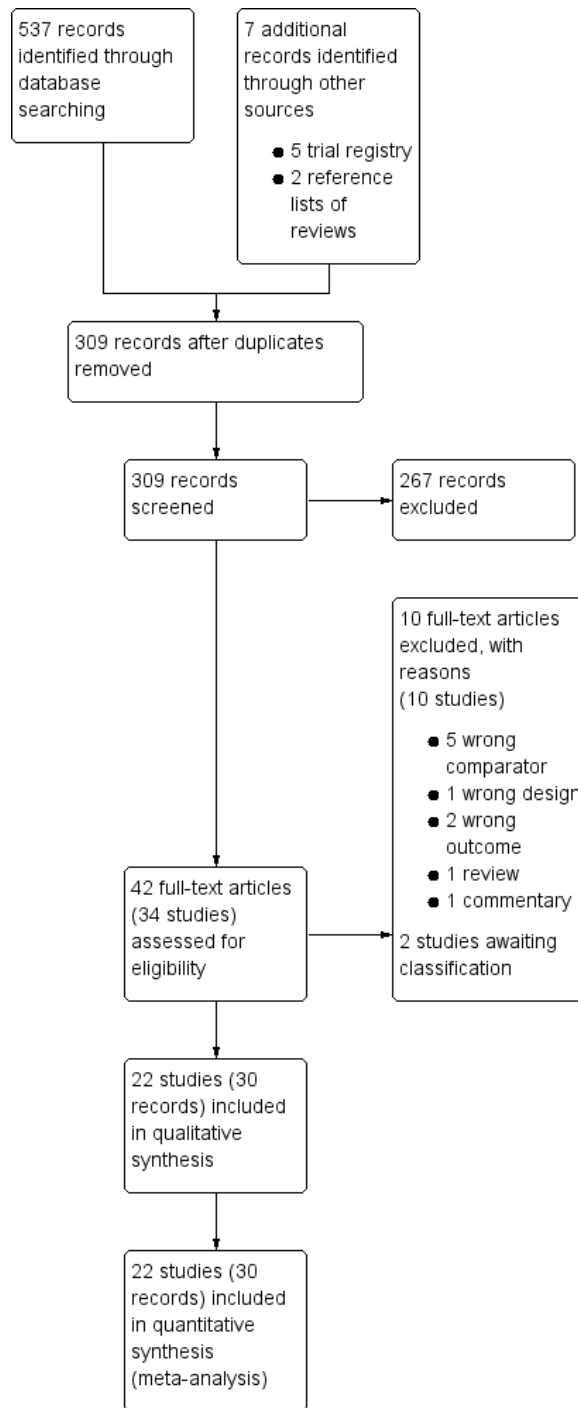 537 records
identified through
database
searching
7 additional
records identified
through other
sources
● 5 trial registry
● 2 reference
lists of
reviews
309 records after duplicates
removed
309 records
screened
267 records
excluded
10 full-text articles
excluded, with
reasons
(10 studies)
● 5 wrong
comparator
● 1 wrong design
● 2 wrong
outcome
● 1 review
● 1 commentary
2 studies awaiting
classification
42 full-text articles
(34 studies)
assessed for
eligibility
22 studies (30
records) included
in qualitative
synthesis
22 studies (30
records) included
in quantitative
synthesis
(meta-analysis)